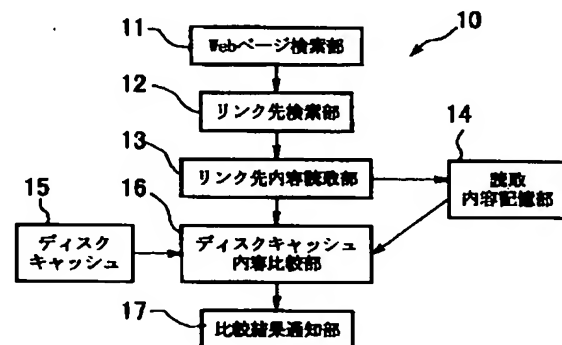 10
11
Webページ検索部
12
リンク先検索部
13
14
リンク先内容読取部
読取
内容記憶部
15
16
ディスク
キャッシュ
ディスクキャッシュ
内容比較部
17
比較結果通知部